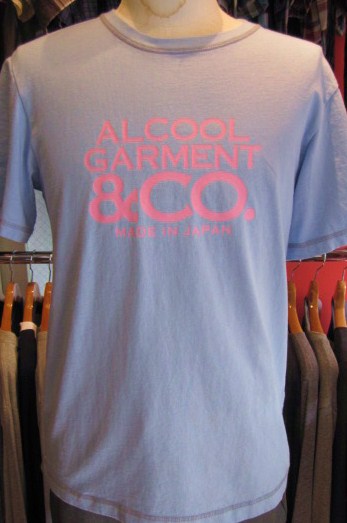 ALCOOL
GARMENT
&CO.
MADE IN JAPAN